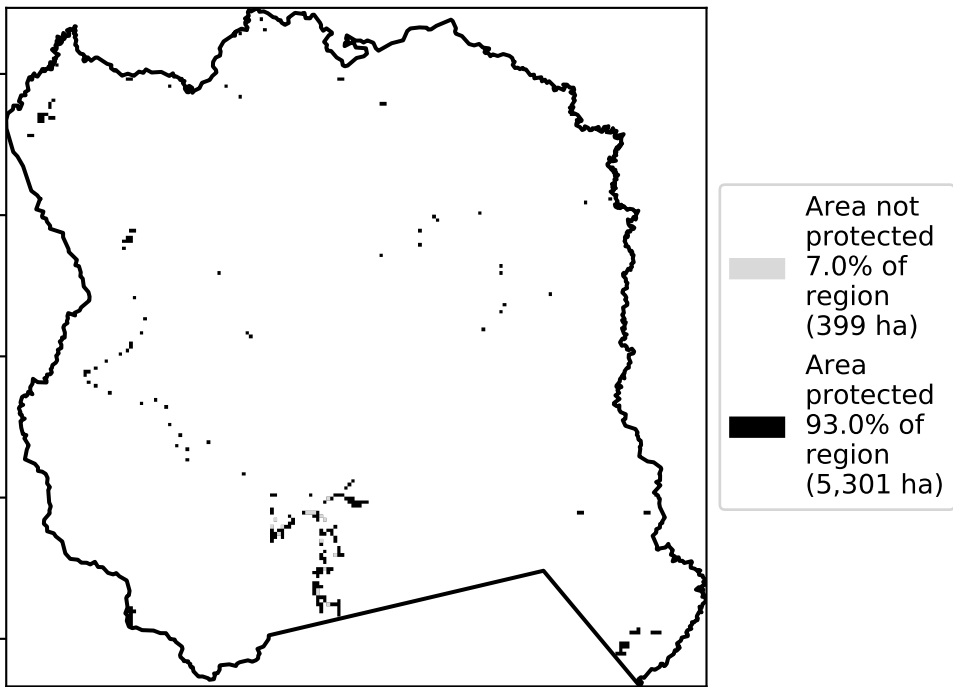 Area not
protected
7.0% of
region
(399 ha)
Area
protected
93.0% of
region
(5,301 ha)